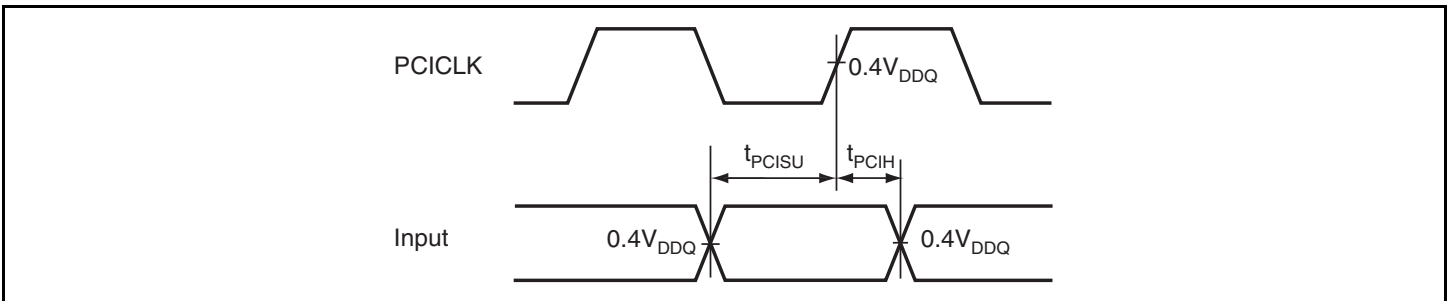 PCICLK
0.4VDDQ
tPCISU
tPCIH
Input
0.4VDDQ
0.4VDDQ